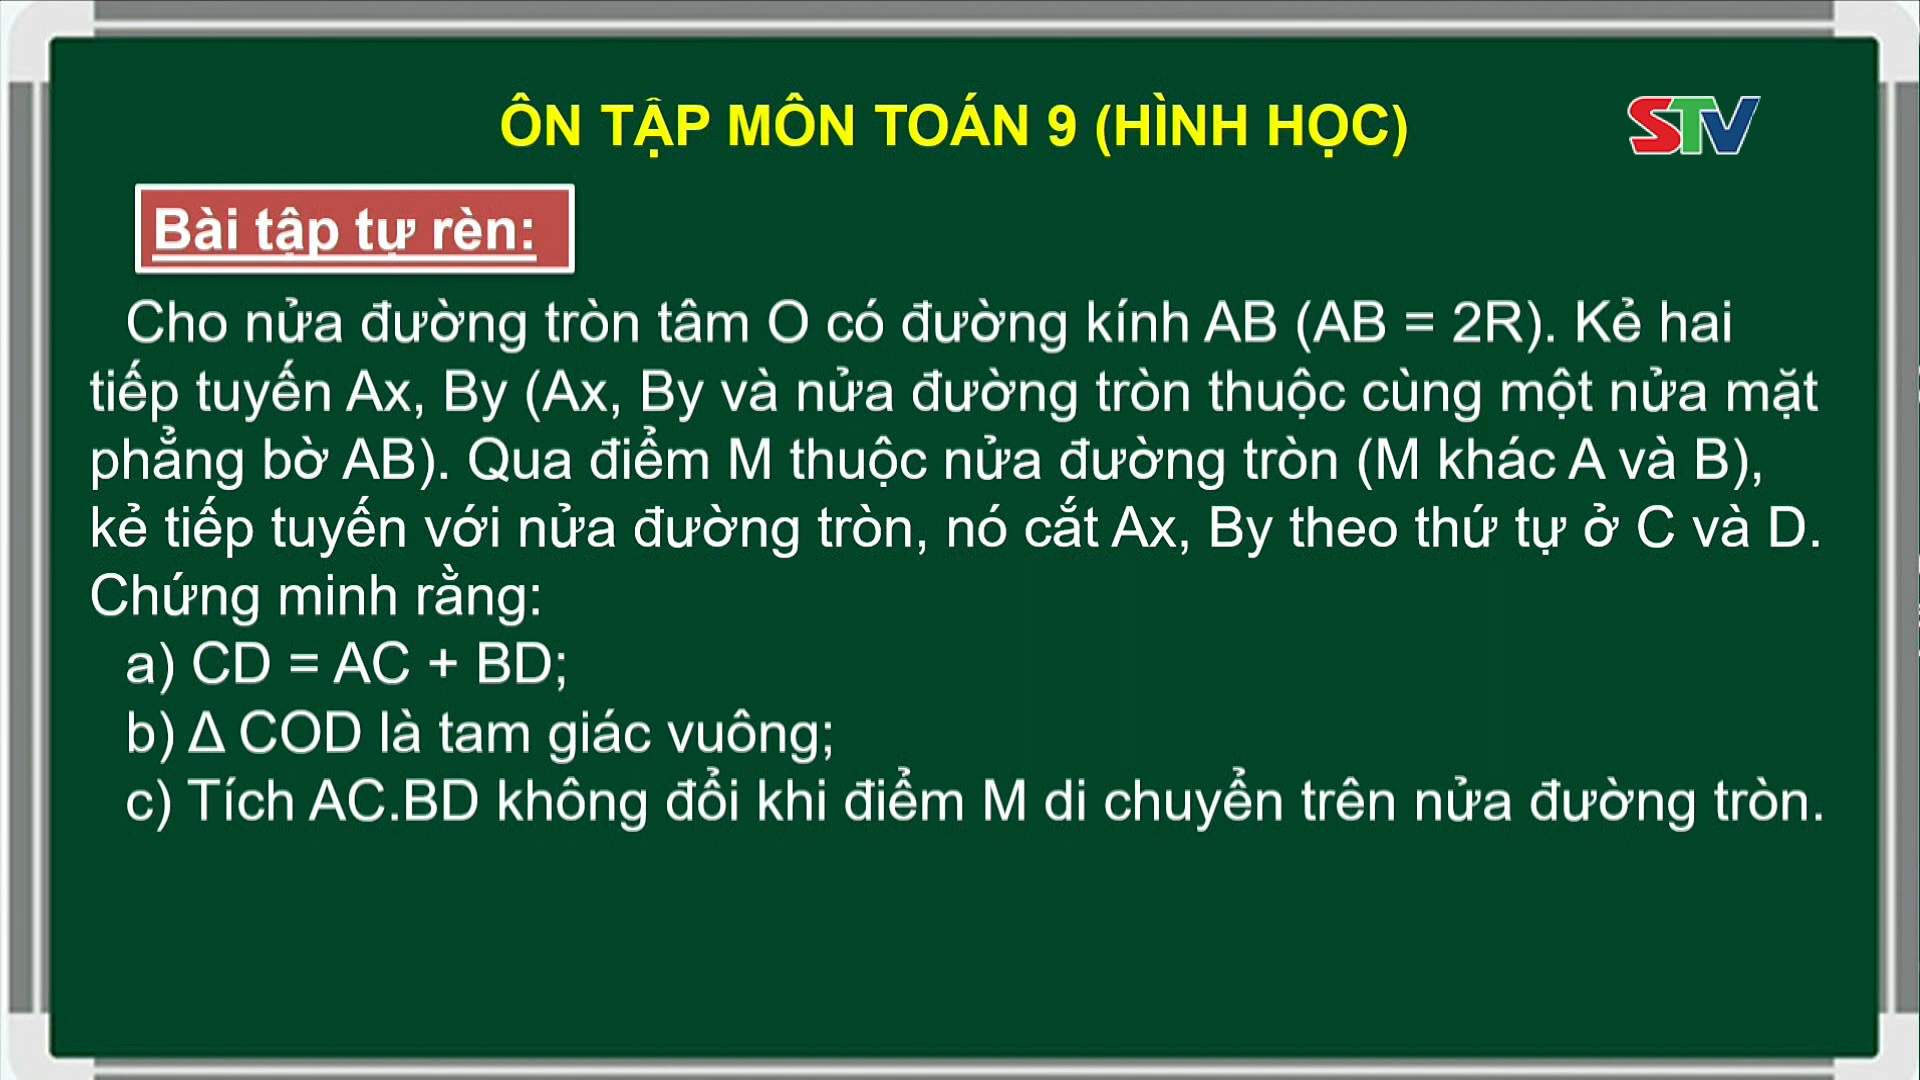 ÔN TẬP MÔN TOÁN 9 (HÌNH HỌC)
STV
Bài tập tự rèn:
Cho nửa đường tròn tâm O có đường kính AB (AB = 2R). Kẻ hai
tiếp tuyến Ax, By (Ax, By và nửa đường tròn thuộc cùng một nửa mặt
phẳng bờ AB). Qua điểm M thuộc nửa đường tròn (M khác A và B),
kẻ tiếp tuyến với nửa đường tròn, nó cắt Ax, By theo thứ tự ở C và D.
Chứng minh rằng:
a) CD = AC + BD;
b) Δ COD là tam giác vuông;
c) Tích AC.BD không đổi khi điểm M di chuyển trên nửa đường tròn.